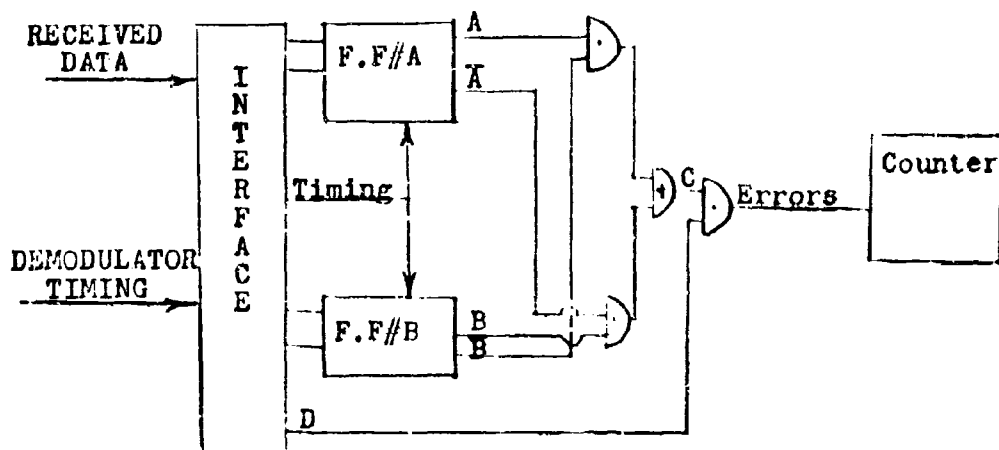 RECEIVED
DATA
INTERFACE
F.F#A
A
A̅
Timing
DEMODULATOR
TIMING
F.F#B
B
B̅
D
·
·
+
C
·
Errors
Counter